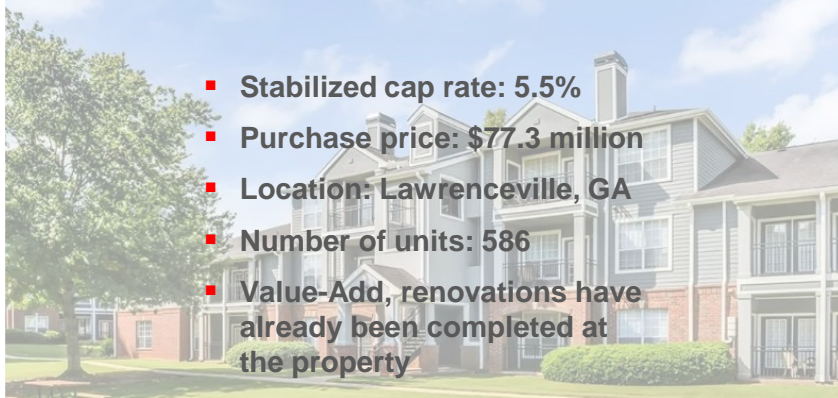 Stabilized cap rate: 5.5%
Purchase price: $77.3 million
Location: Lawrenceville, GA
Number of units: 586
Value-Add, renovations have
already been completed at
the property